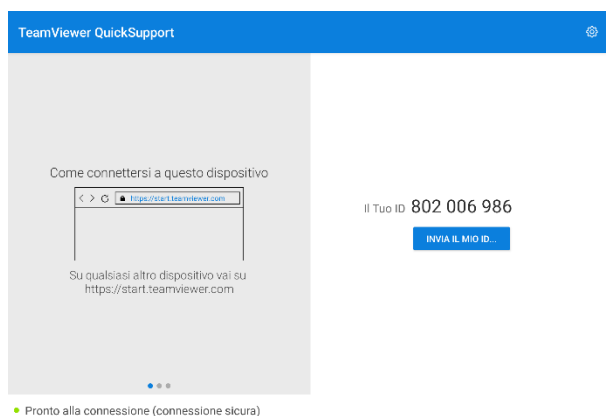 TeamViewer QuickSupport
Come connettersi a questo dispositivo
https://start.teamviewer.com
Su qualsiasi altro dispositivo vai su
https://start.teamviewer.com
Il Tuo ID 802 006 986
INVIA IL MIO ID...
Pronto alla connessione (connessione sicura)